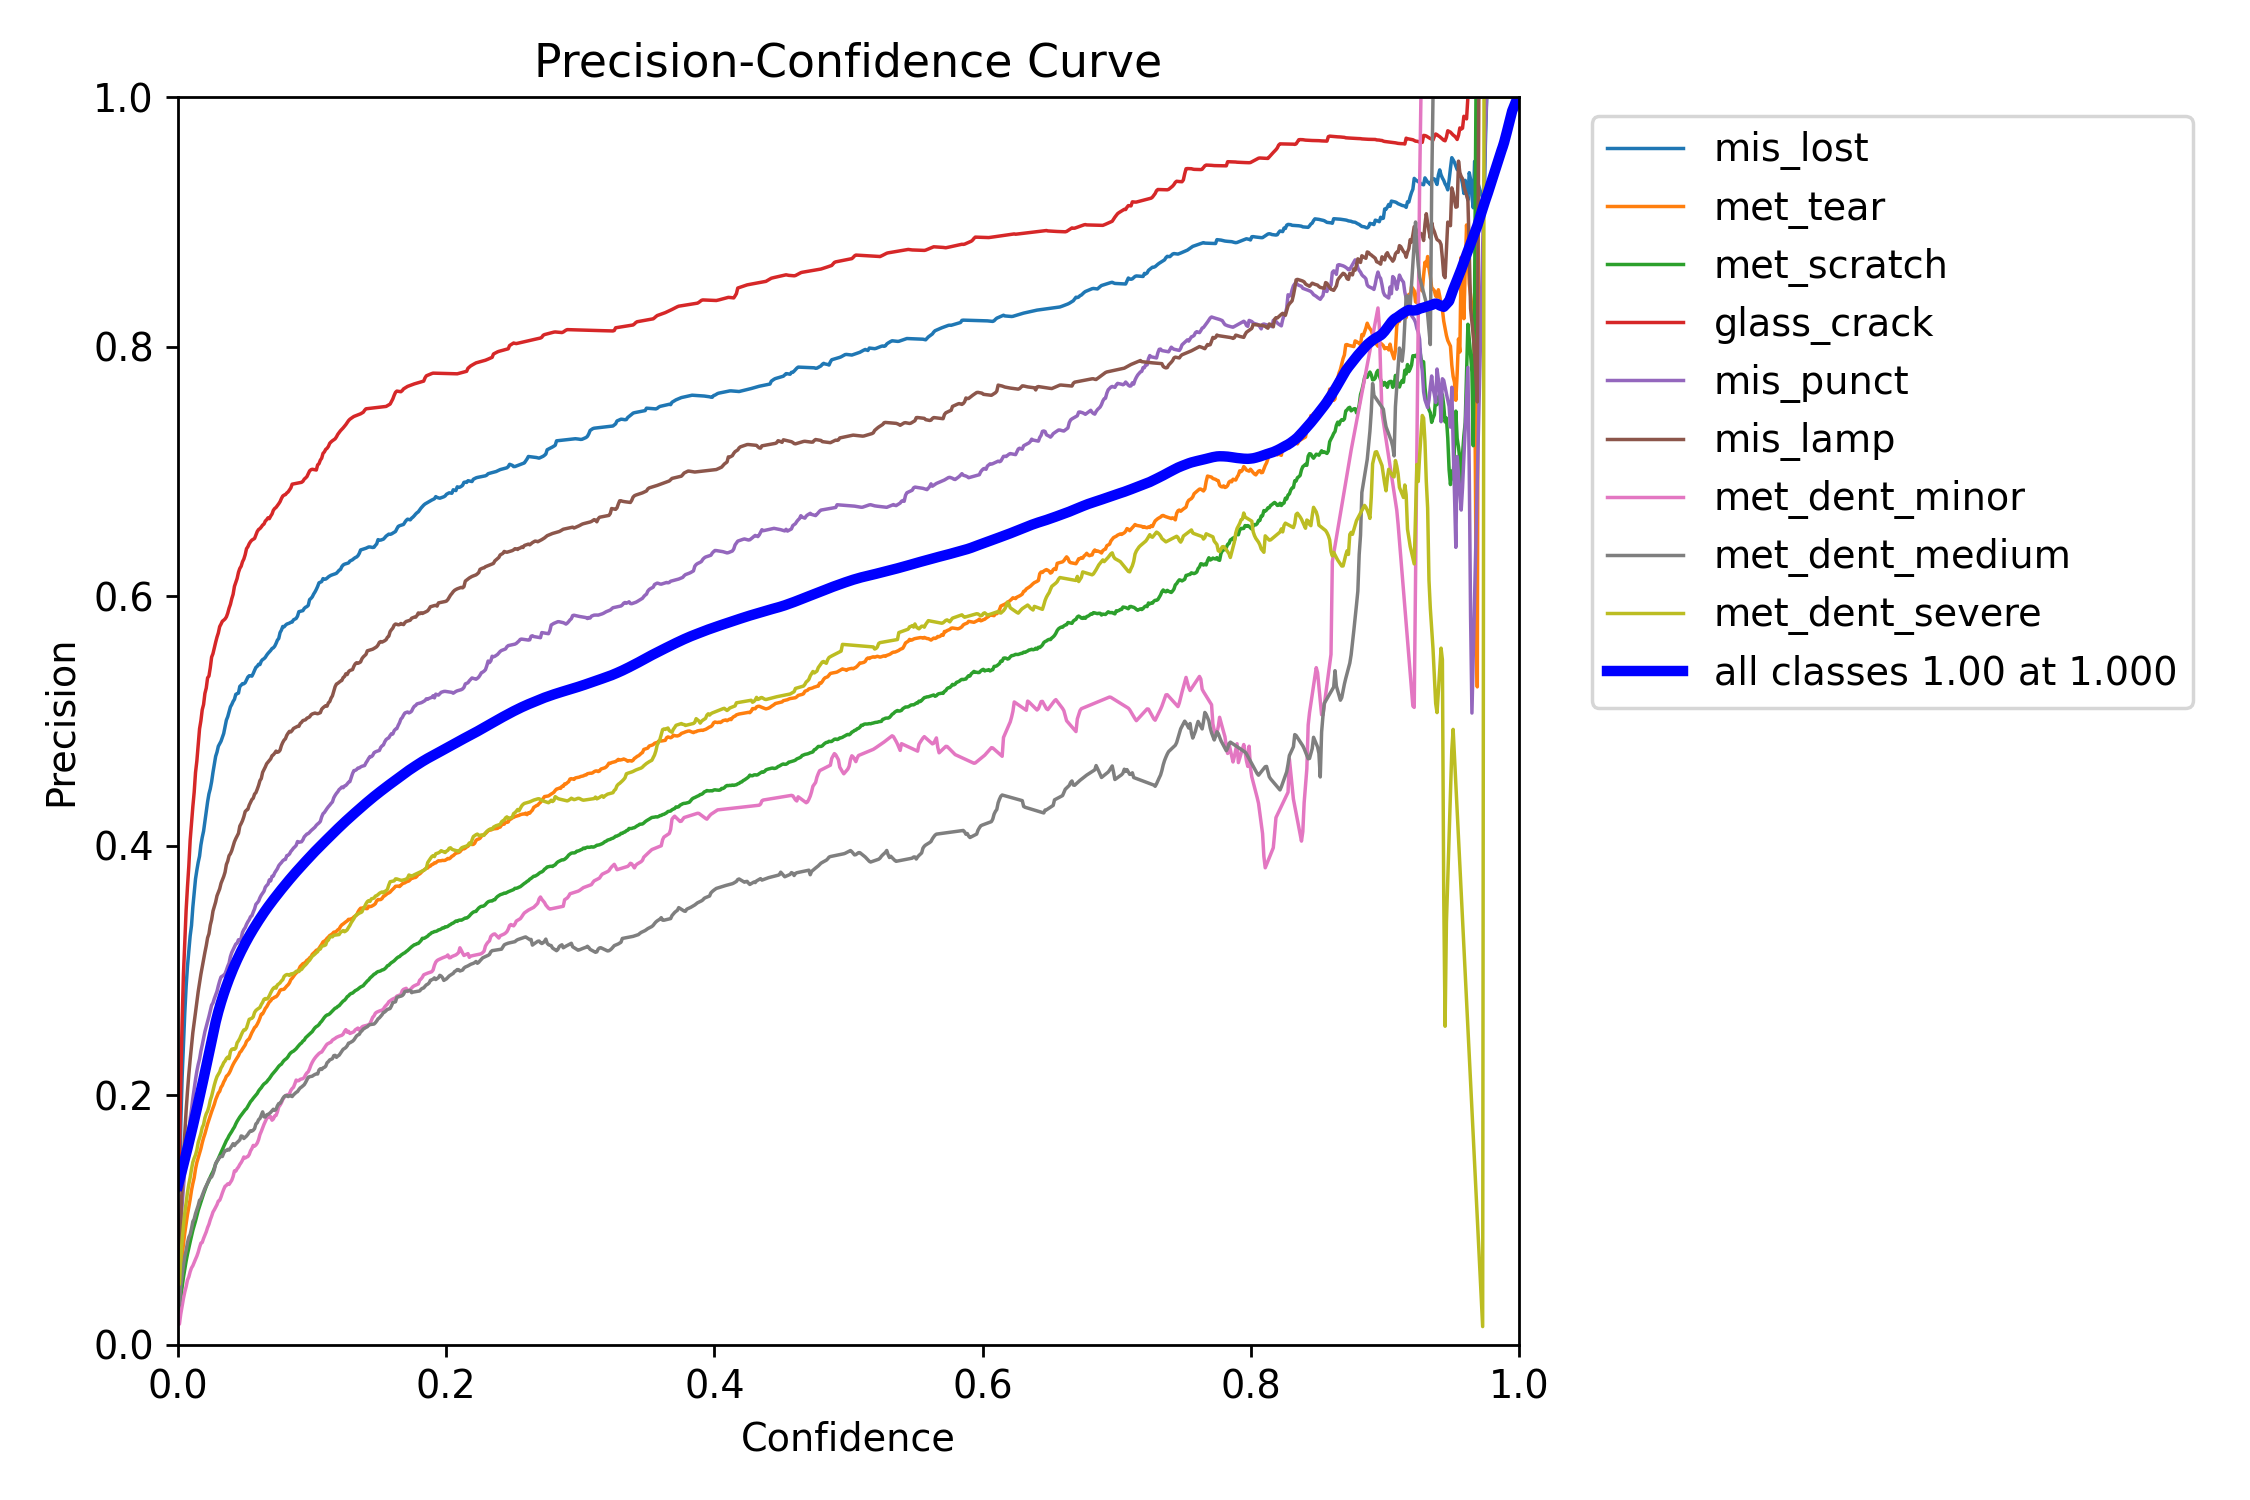 Precision-Confidence Curve
1.0
0.8
0.6
0.4
0.2
0.0
Precision
0.0 0.2 0.4 0.6 0.8 1.0
Confidence
mis_lost
met_tear
met_scratch
glass_crack
mis_punct
mis_lamp
met_dent_minor
met_dent_medium
met_dent_severe
all classes 1.00 at 1.000